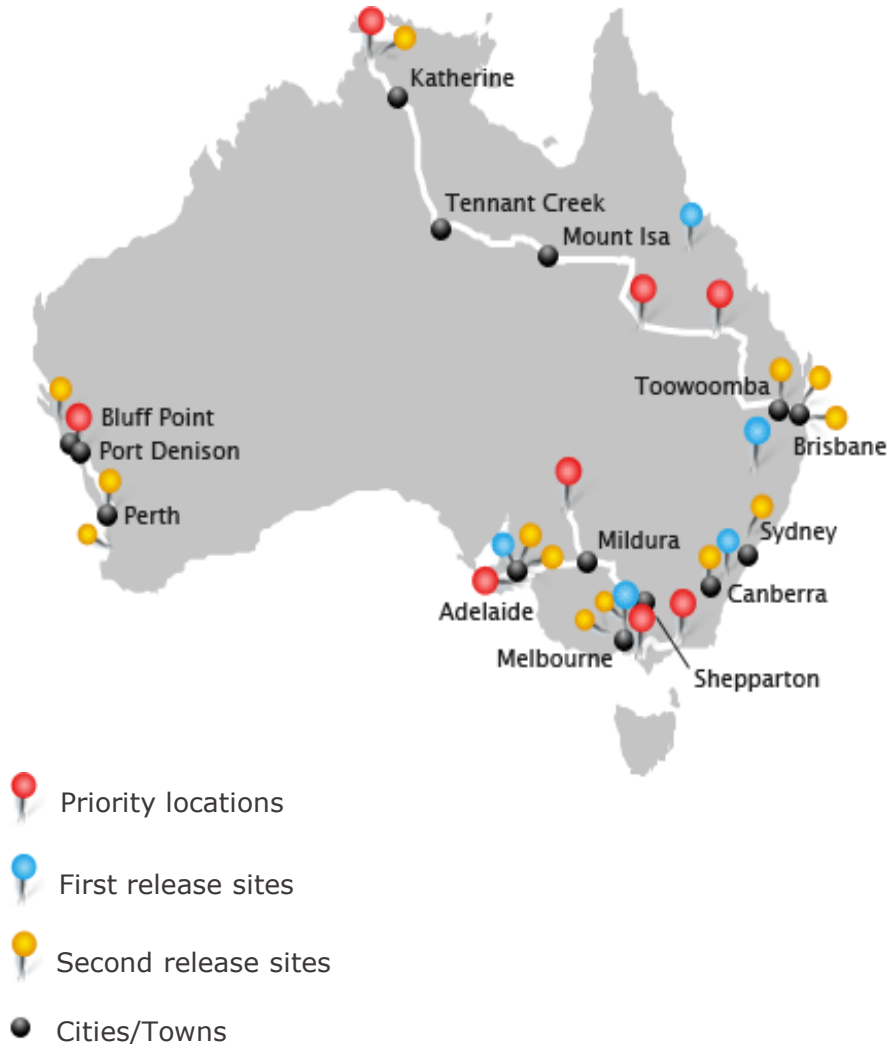 Katherine
Tennant Creek
Mount Isa
Toowoomba
Brisbane
Bluff Point
Port Denison
Perth
Mildura
Sydney
Adelaide
Canberra
Melbourne
Shepparton
Priority locations
First release sites
Second release sites
Cities/Towns